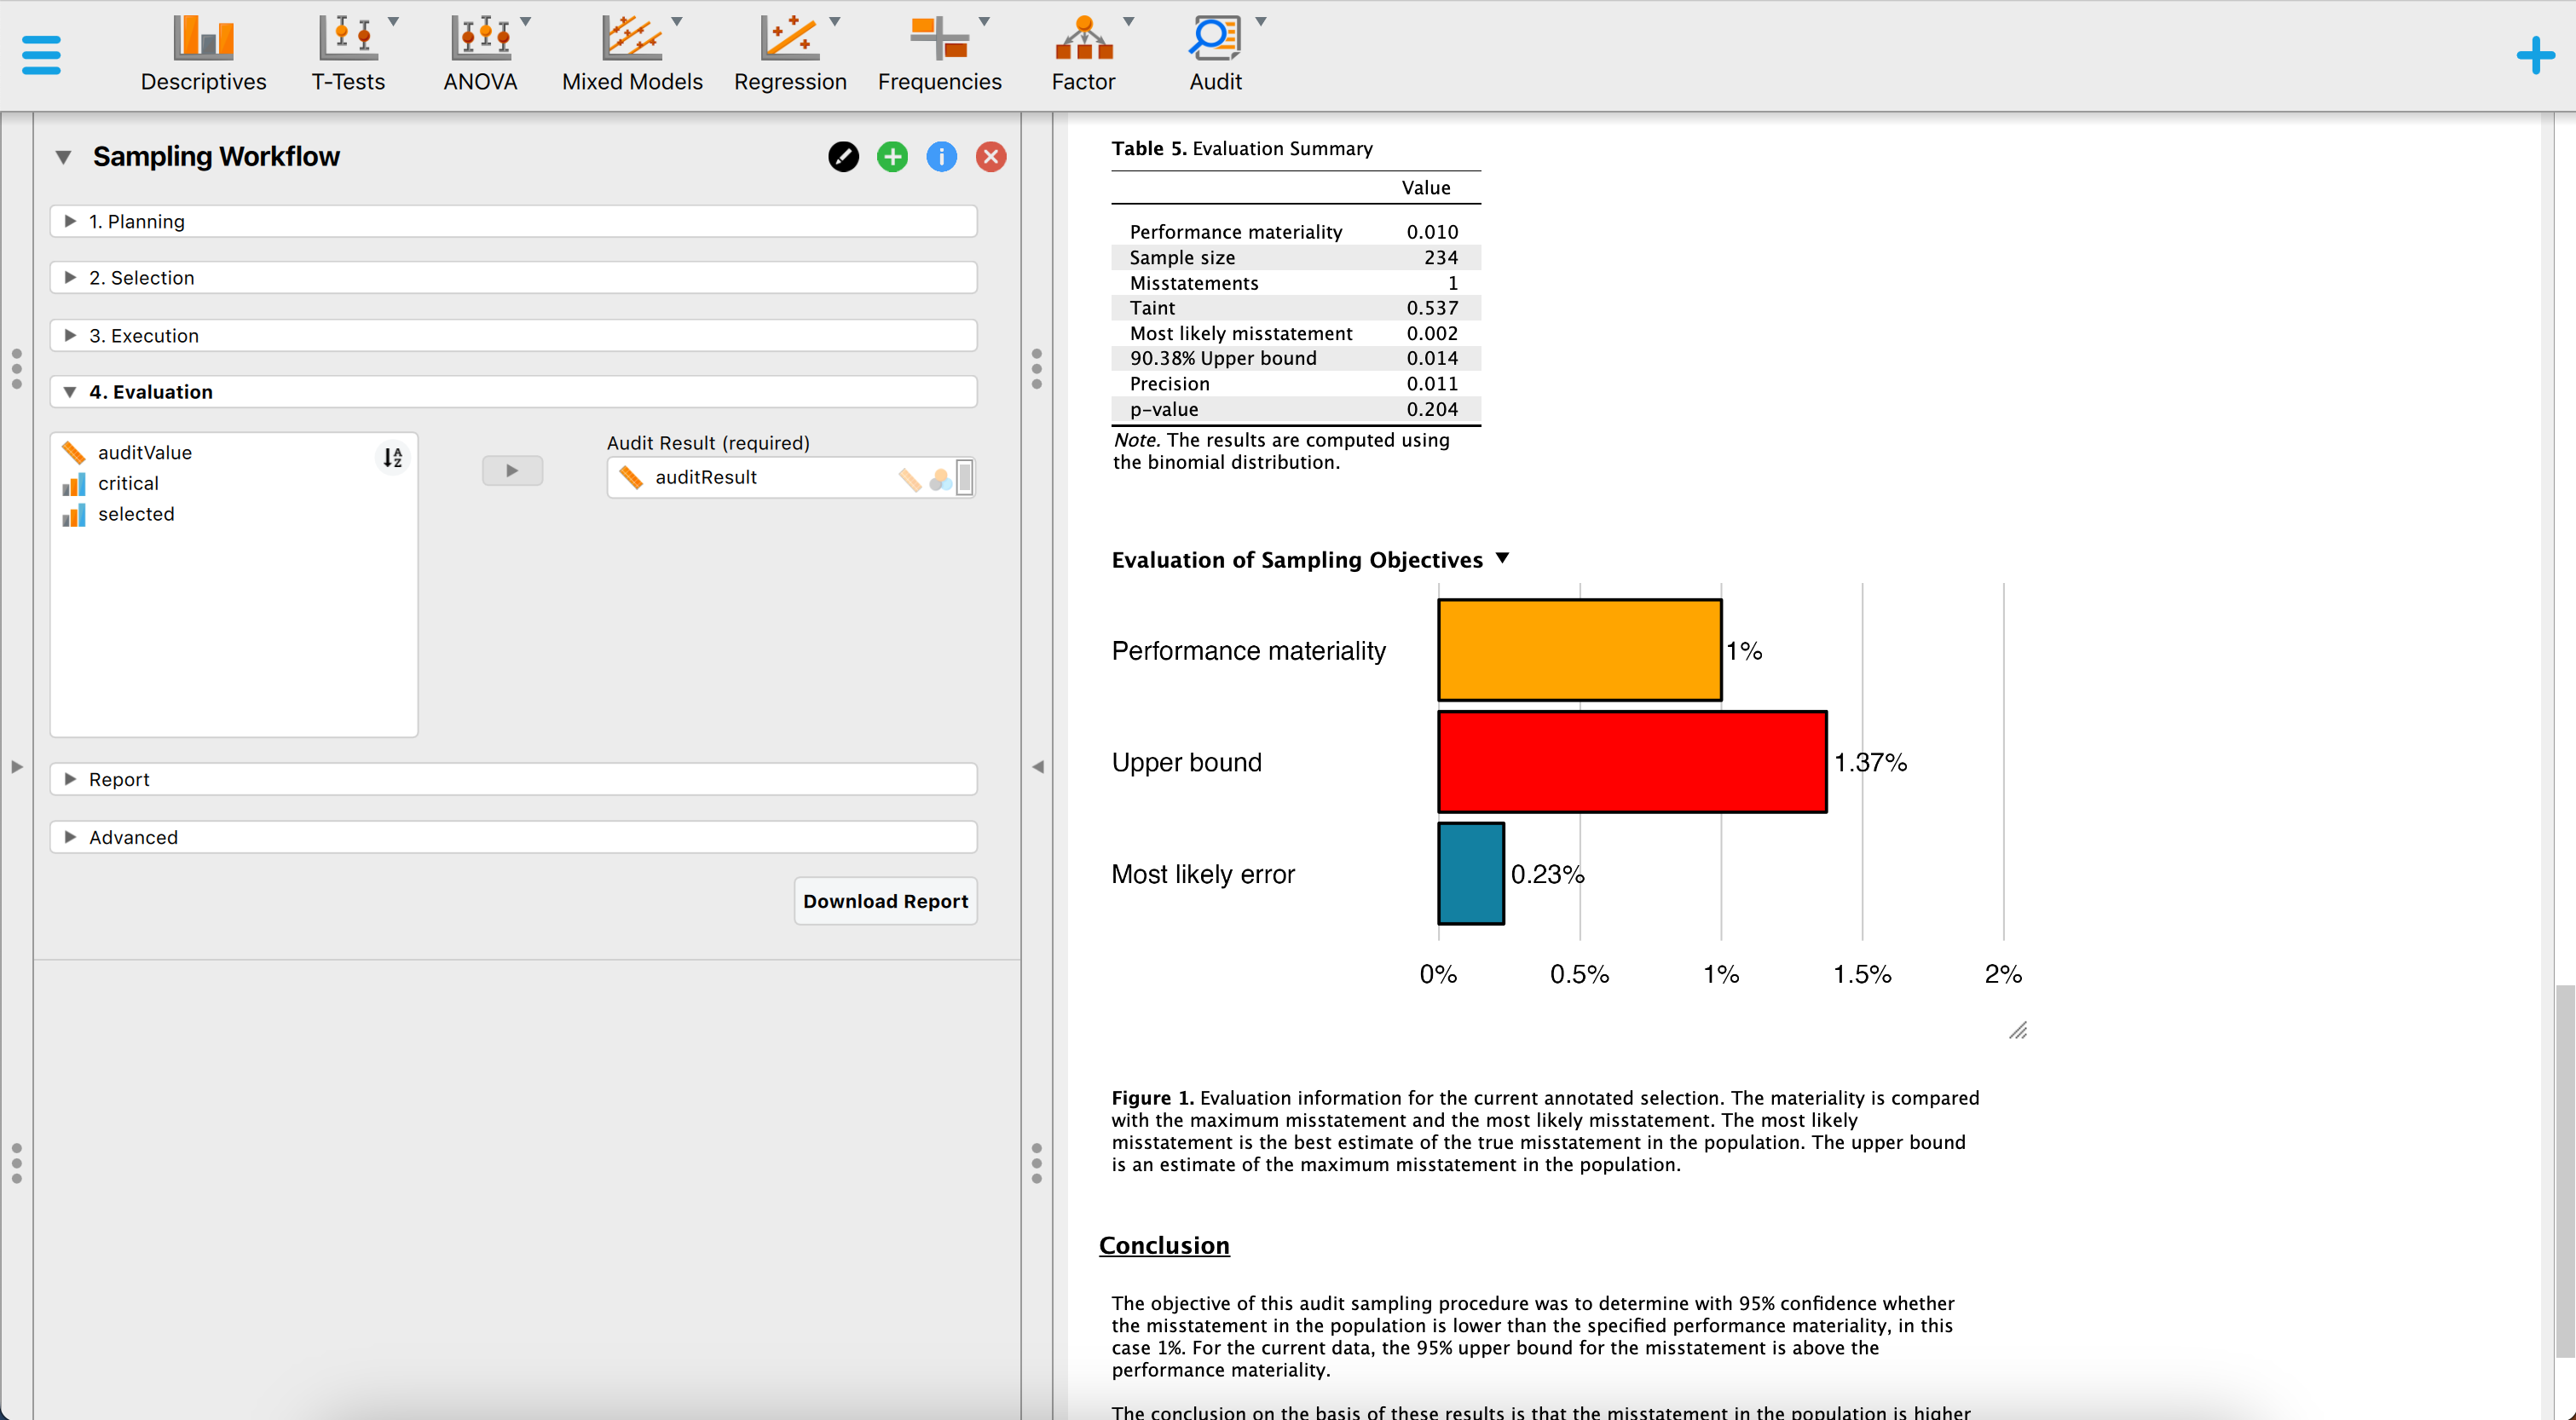 Descriptives
T-Tests
ANOVA
Mixed Models
Regression
Frequencies
Factor
Audit
Sampling Workflow
1. Planning
2. Selection
3. Execution
4. Evaluation
auditValue
critical
selected
Audit Result (required)
auditResult
Report
Advanced
Download Report
Table 5. Evaluation Summary
Value
Performance materiality 0.010
Sample size 234
Misstatements 1
Taint 0.537
Most likely misstatement 0.002
90.38% Upper bound 0.014
Precision 0.011
p-value 0.204
Note. The results are computed using
the binomial distribution.
Evaluation of Sampling Objectives
Performance materiality 1%
Upper bound 1.37%
Most likely error 0.23%
0% 0.5% 1% 1.5% 2%
Figure 1. Evaluation information for the current annotated selection. The materiality is compared
with the maximum misstatement and the most likely misstatement. The most likely
misstatement is the best estimate of the true misstatement in the population. The upper bound
is an estimate of the maximum misstatement in the population.
Conclusion
The objective of this audit sampling procedure was to determine with 95% confidence whether
the misstatement in the population is lower than the specified performance materiality, in this
case 1%. For the current data, the 95% upper bound for the misstatement is above the
performance materiality.
The conclusion on the basis of these results is that the misstatement in the population is higher